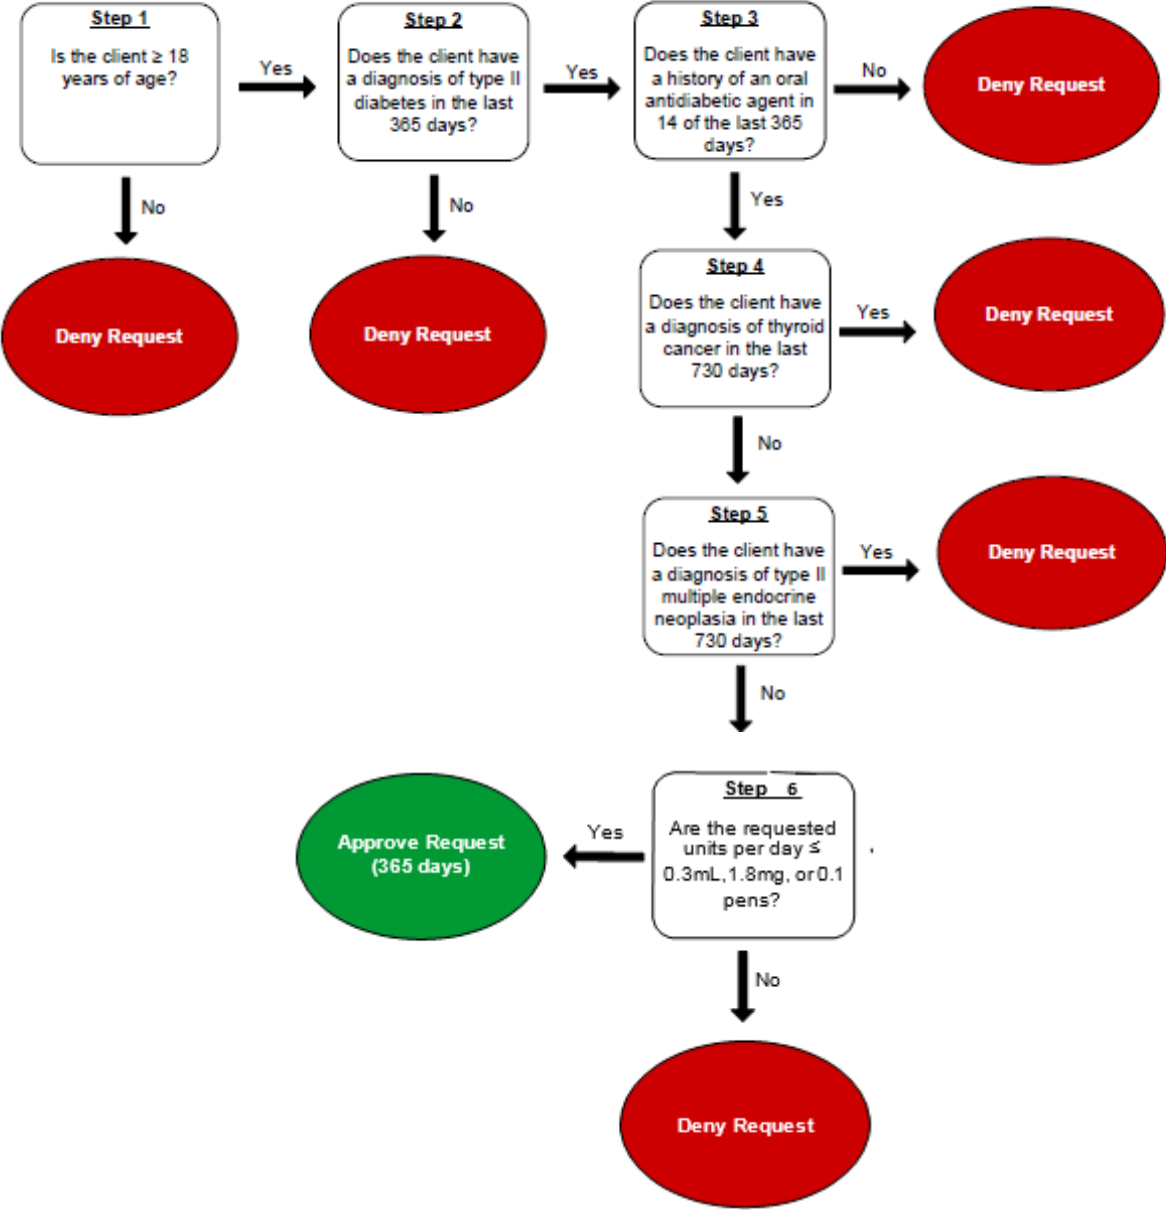 Step 1
Is the client ≥ 18
years of age?
Yes
No
Deny Request
Step 2
Does the client have
a diagnosis of type II
diabetes in the last
365 days?
Yes
No
Deny Request
Step 3
Does the client have
a history of an oral
antidiabetic agent in
14 of the last 365
days?
No
Deny Request
Yes
Step 4
Does the client have
a diagnosis of thyroid
cancer in the last
730 days?
Yes
Deny Request
No
Step 5
Does the client have
a diagnosis of type II
multiple endocrine
neoplasia in the last
730 days?
Yes
Deny Request
No
Step 6
Are the requested
units per day ≤
0.3mL,1.8mg, or 0.1
pens?
Yes
Approve Request
(365 days)
No
Deny Request